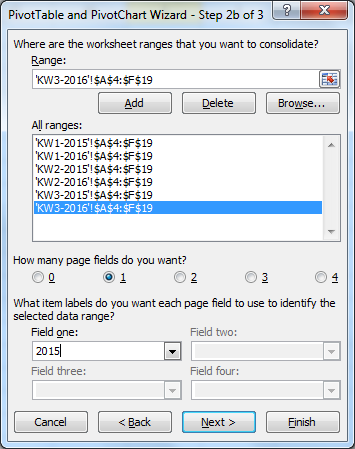 PivotTable and PivotChart Wizard - Step 2b of 3
Where are the worksheet ranges that you want to consolidate?
Range:
'KW3-2016'!$A$4:$F$19
Add Delete Browse...
All ranges:
'KW1-2015'!$A$4:$F$19
'KW1-2016'!$A$4:$F$19
'KW2-2015'!$A$4:$F$19
'KW2-2016'!$A$4:$F$19
'KW3-2015'!$A$4:$F$19
'KW3-2016'!$A$4:$F$19
How many page fields do you want?
0 1 2 3 4
What item labels do you want each page field to use to identify the
selected data range?
Field one: Field two:
2015
Field three: Field four:
Cancel < Back Next > Finish